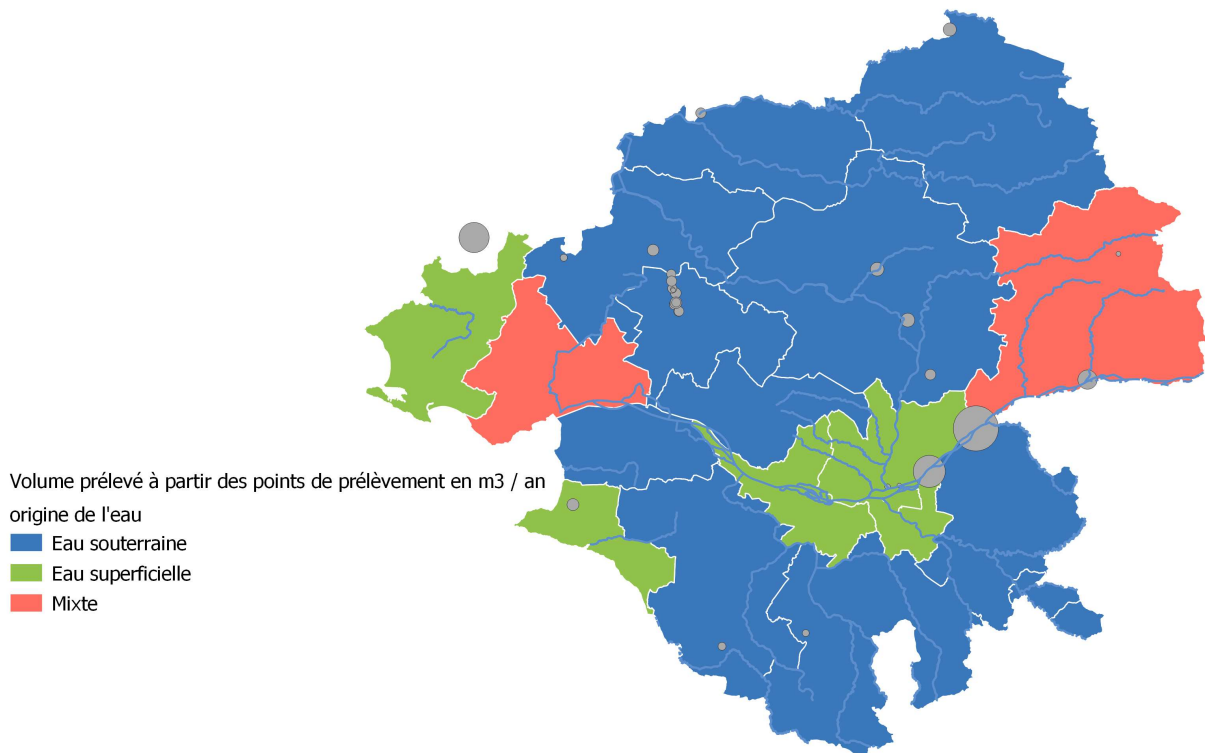 Volume prélevé à partir des points de prélèvement en m3 / an
origine de l'eau
Eau souterraine
Eau superficielle
Mixte